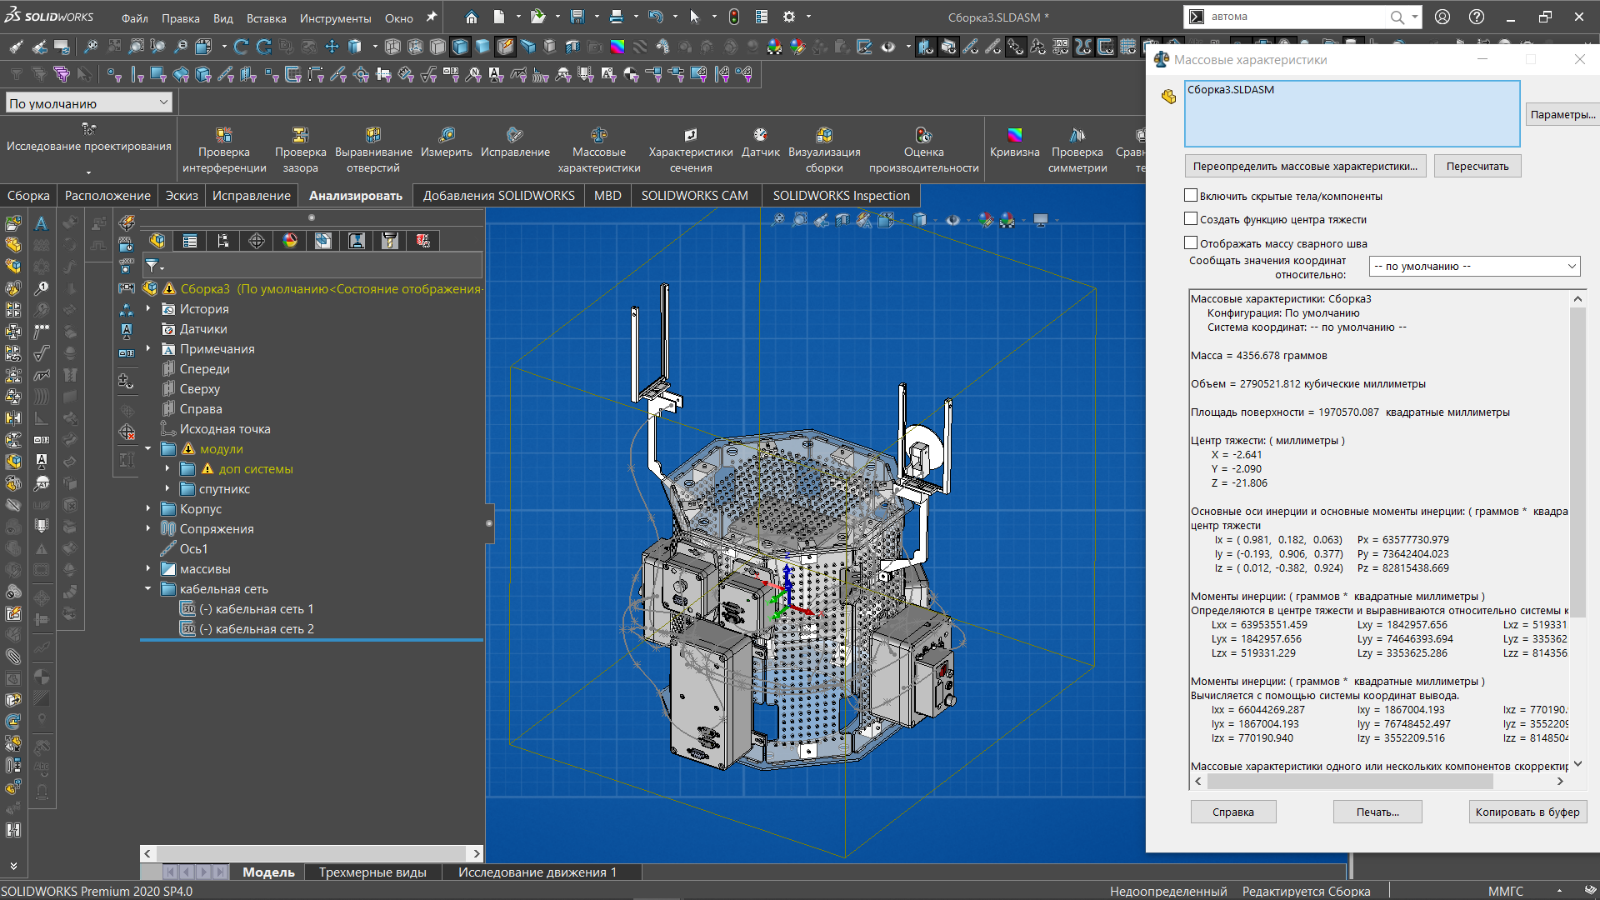 SOLIDWORKS
Файл Правка Вид Вставка Инструменты Окно
Сборка3.SLDASM *
автома
По умолчанию
Исследование проектирования
Проверка интерференции
Проверка зазора
Выравнивание отверстий
Измерить
Исправление
Массовые характеристики
Характеристики сечения
Датчик
Визуализация сборки
Оценка производительности
Кривизна
Проверка симметрии
Сборка Расположение Эскиз Исправление Анализировать Добавления SOLIDWORKS MBD SOLIDWORKS CAM SOLIDWORKS Inspection
Сборка3 (По умолчанию<Состояние отображения-
История
Датчики
Примечания
Спереди
Сверху
Справа
Исходная точка
модули
доп системы
спутникс
Корпус
Сопряжения
Ось1
массивы
кабельная сеть
(-) кабельная сеть 1
(-) кабельная сеть 2
Модель Трехмерные виды Исследование движения 1
SOLIDWORKS Premium 2020 SP4.0
Недоопределенный Редактируется Сборка ММГС
Массовые характеристики
Сборка3.SLDASM
Параметры...
Переопределить массовые характеристики... Пересчитать
Включить скрытые тела/компоненты
Создать функцию центра тяжести
Отображать массу сварного шва
Сообщать значения координат относительно: -- по умолчанию --
Массовые характеристики: Сборка3
Конфигурация: По умолчанию
Система координат: -- по умолчанию --
Масса = 4356.678 граммов
Объем = 2790521.812 кубические миллиметры
Площадь поверхности = 1970570.087 квадратные миллиметры
Центр тяжести: ( миллиметры )
X = -2.641
Y = -2.090
Z = -21.806
Основные оси инерции и основные моменты инерции: ( граммов * квадра
центр тяжести
Ix = ( 0.981, 0.182, 0.063) Px = 63577730.979
Iy = (-0.193, 0.906, 0.377) Py = 73642404.023
Iz = ( 0.012, -0.382, 0.924) Pz = 82815438.669
Моменты инерции: ( граммов * квадратные миллиметры )
Определяются в центре тяжести и выравниваются относительно системы к
Lxx = 63953551.459 Lxy = 1842957.656 Lxz = 519331
Lyx = 1842957.656 Lyy = 74646393.694 Lyz = 335362
Lzx = 519331.229 Lzy = 3353625.286 Lzz = 814356
Моменты инерции: ( граммов * квадратные миллиметры )
Вычисляется с помощью системы координат вывода.
Ixx = 66044269.287 Ixy = 1867004.193 Ixz = 770190.
Iyx = 1867004.193 Iyy = 76748452.497 Iyz = 355220
Izx = 770190.940 Izy = 3552209.516 Izz = 814850
Массовые характеристики одного или нескольких компонентов скорректир
Справка Печать... Копировать в буфер